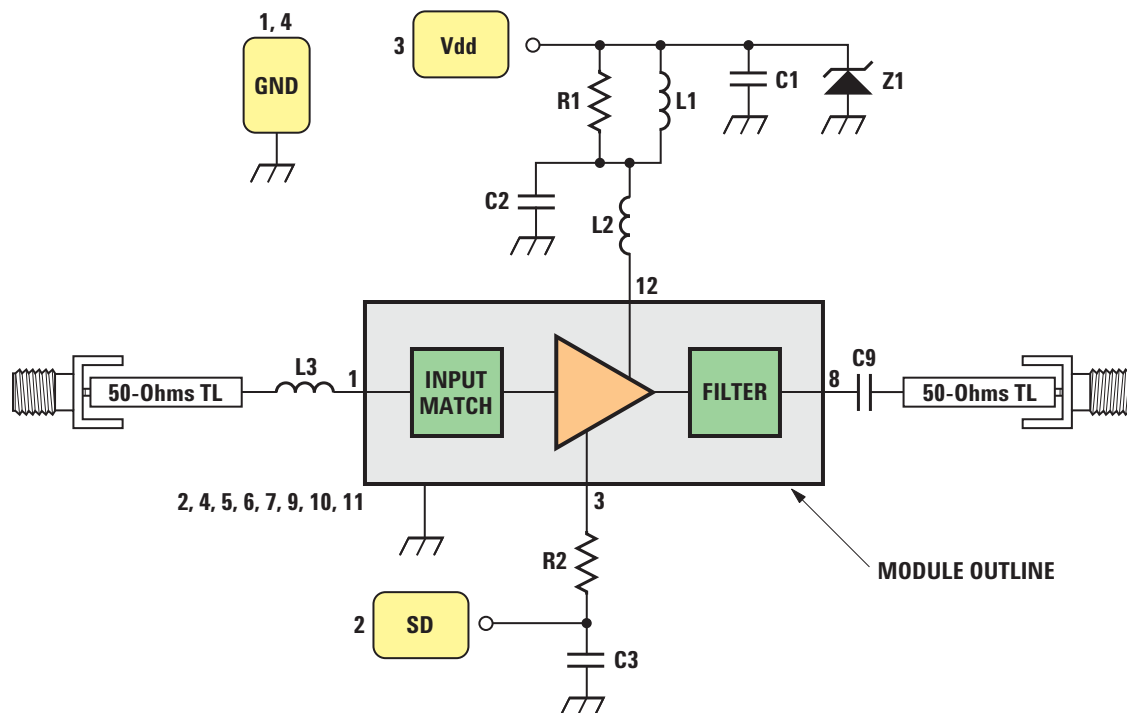 1, 4
GND
3
Vdd
R1
L1
C1
Z1
C2
L2
12
50-Ohms TL
L3
1
INPUT
MATCH
FILTER
8
C9
50-Ohms TL
2, 4, 5, 6, 7, 9, 10, 11
3
R2
MODULE OUTLINE
2
SD
C3